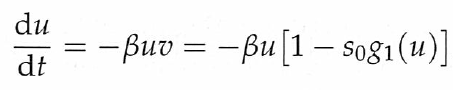 du/dt = −βuv = −βu[1 − s₀g₁(u)]